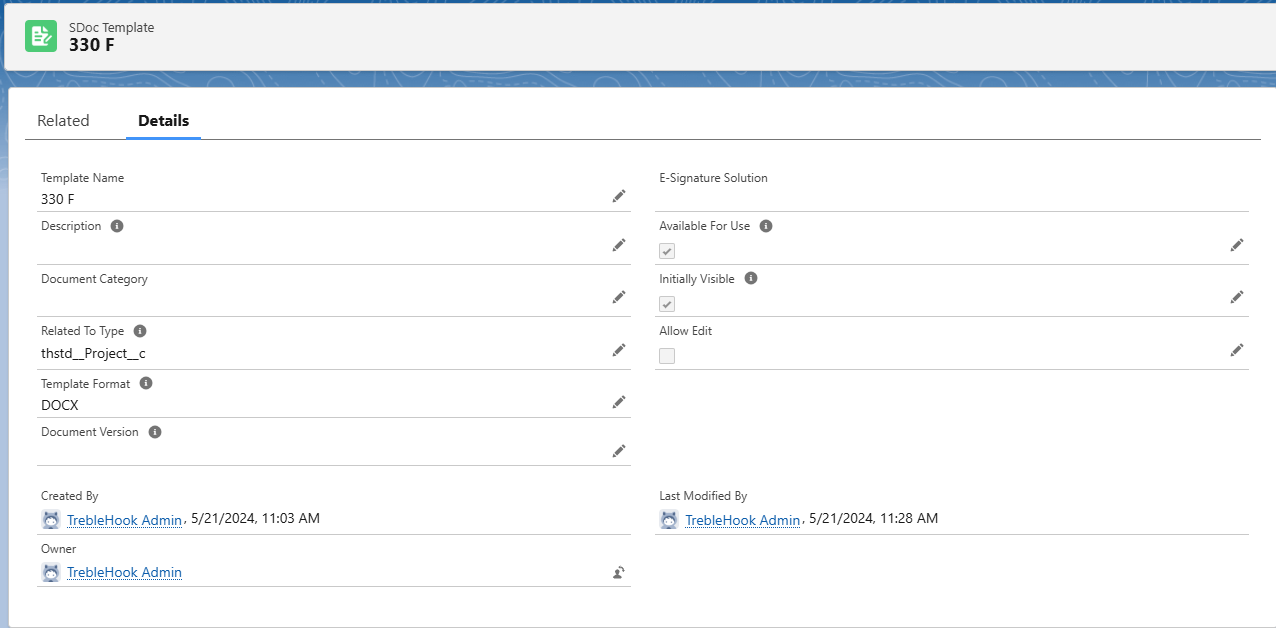 SDoc Template
330 F
Related
Details
Template Name
330 F
E-Signature Solution
Description
Available For Use
Document Category
Initially Visible
Related To Type
thstd__Project__c
Allow Edit
Template Format
DOCX
Document Version
Created By
TrebleHook Admin, 5/21/2024, 11:03 AM
Last Modified By
TrebleHook Admin, 5/21/2024, 11:28 AM
Owner
TrebleHook Admin